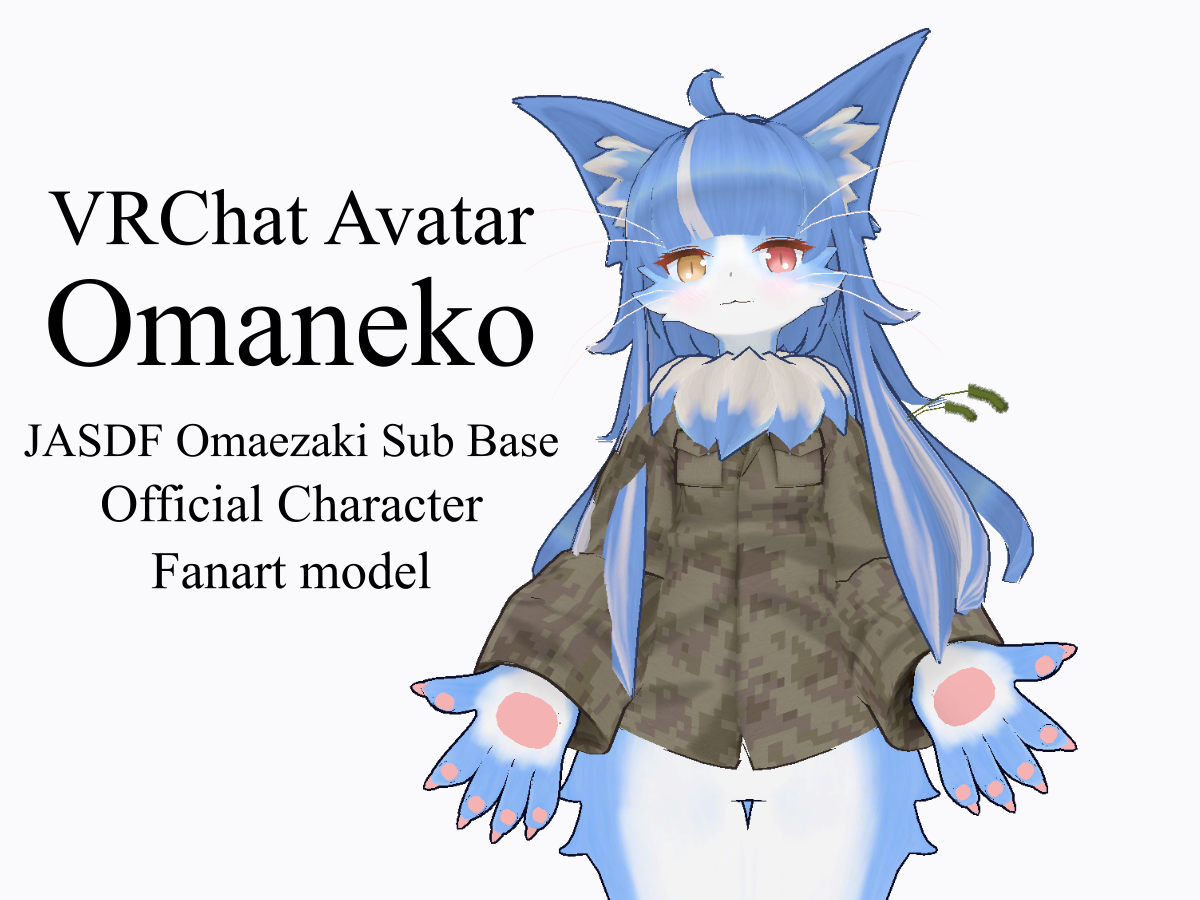 VRChat Avatar
Omaneko
JASDF Omaezaki Sub Base
Official Character
Fanart model